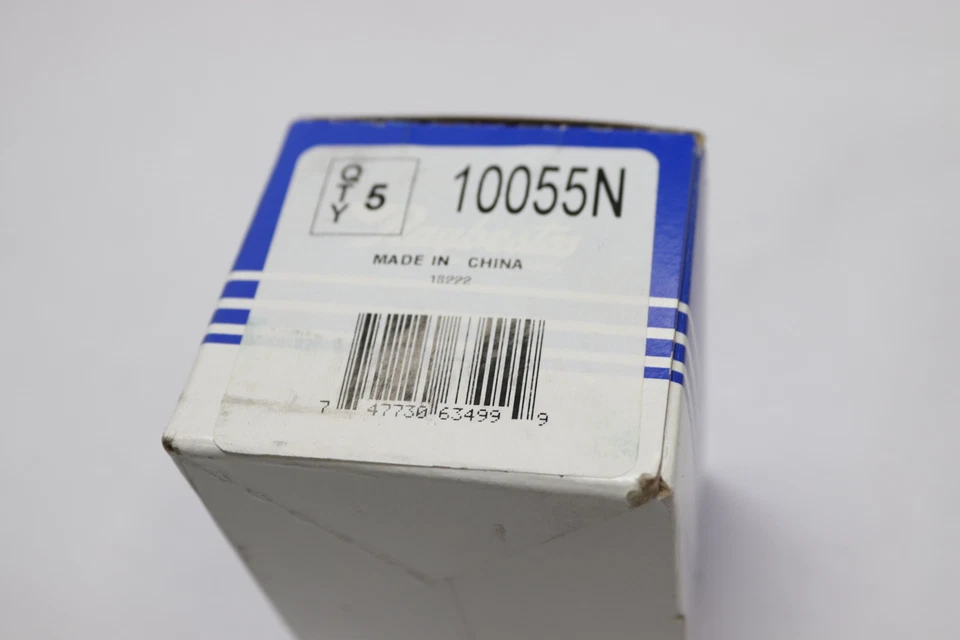 QTY 5 10055N
MADE IN CHINA
18222
7 47730 63499 9